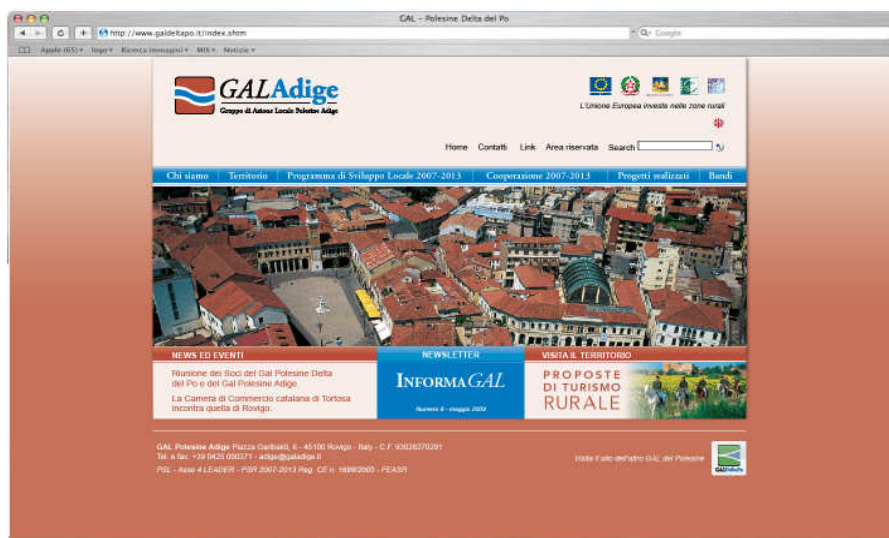 GAL – Polesine Delta del Po
http://www.galdeltapo.it/index.shtm
Google
Apple (65) logo Ricerca immagini MIX Notizie
GALAdige
Gruppo di Azione Locale Polesine Adige
L'Unione Europea investe nelle zone rurali
Home Contatti Link Area riservata Search
Chi siamo Territorio Programma di Sviluppo Locale 2007-2013 Cooperazione 2007-2013 Progetti realizzati Bandi
NEWS ED EVENTI NEWSLETTER VISITA IL TERRITORIO
Riunione dei Soci del Gal Polesine Delta
del Po e del Gal Polesine Adige.
La Camera di Commercio catalana di Tortosa
incontra quella di Rovigo.
INFORMAGAL
Numero 0 - maggio 2009
PROPOSTE
DI TURISMO
RURALE
GAL Polesine Adige Piazza Garibaldi, 6 - 45100 Rovigo - Italy - C.F. 93028270291
Tel. e fax: +39 0425 090371 - adige@galadige.it
PSL - Asse 4 LEADER - PSR 2007-2013 Reg. CE n. 1698/2005 - FEASR
Visita il sito dell'altro GAL del Polesine